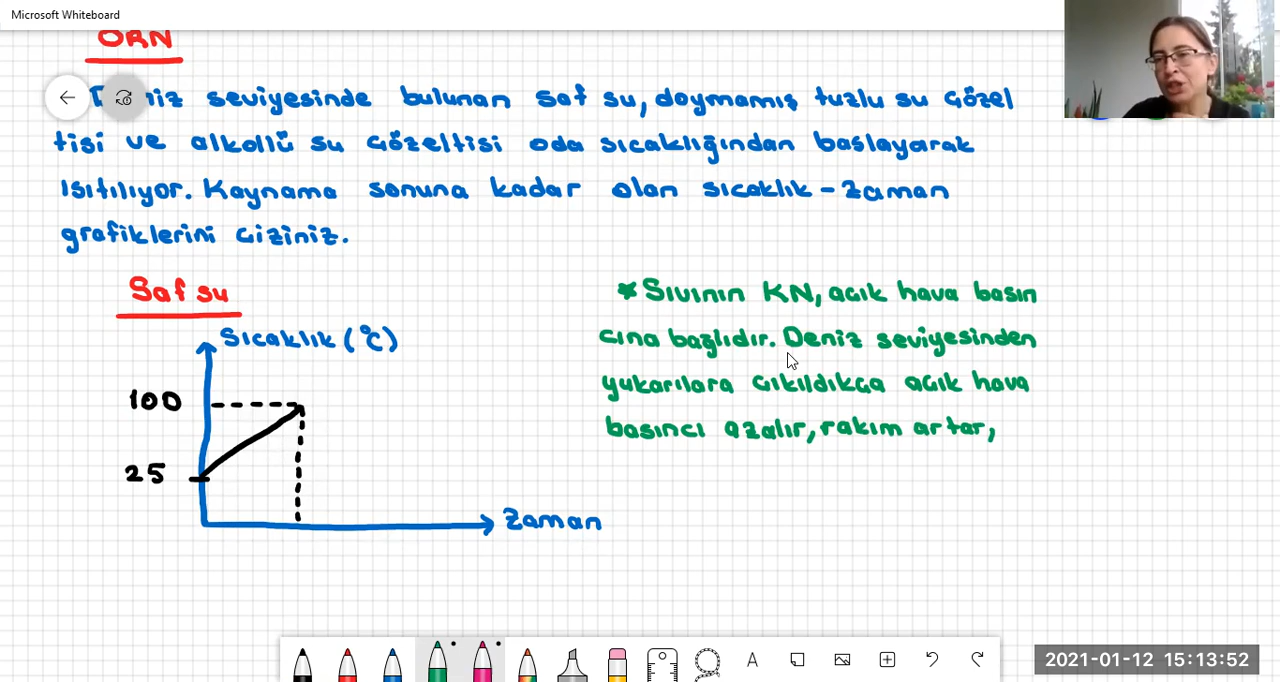 Microsoft Whiteboard
ÖRN
seviyesinde bulunan saf su, doymamış tuzlu su çözel
tisi ve alkollü su çözeltisi oda sıcaklığından başlayarak
ısıtılıyor. Kaynama sonuna kadar olan sıcaklık-zaman
grafiklerini çiziniz.
Saf su
Sıcaklık (°C)
100
25
Zaman
* Sıvının KN, açık hava basın
cına bağlıdır. Deniz seviyesinden
yukarılara çıkıldıkça açık hava
basıncı azalır, rakım artar,
A
2021-01-12 15:13:52